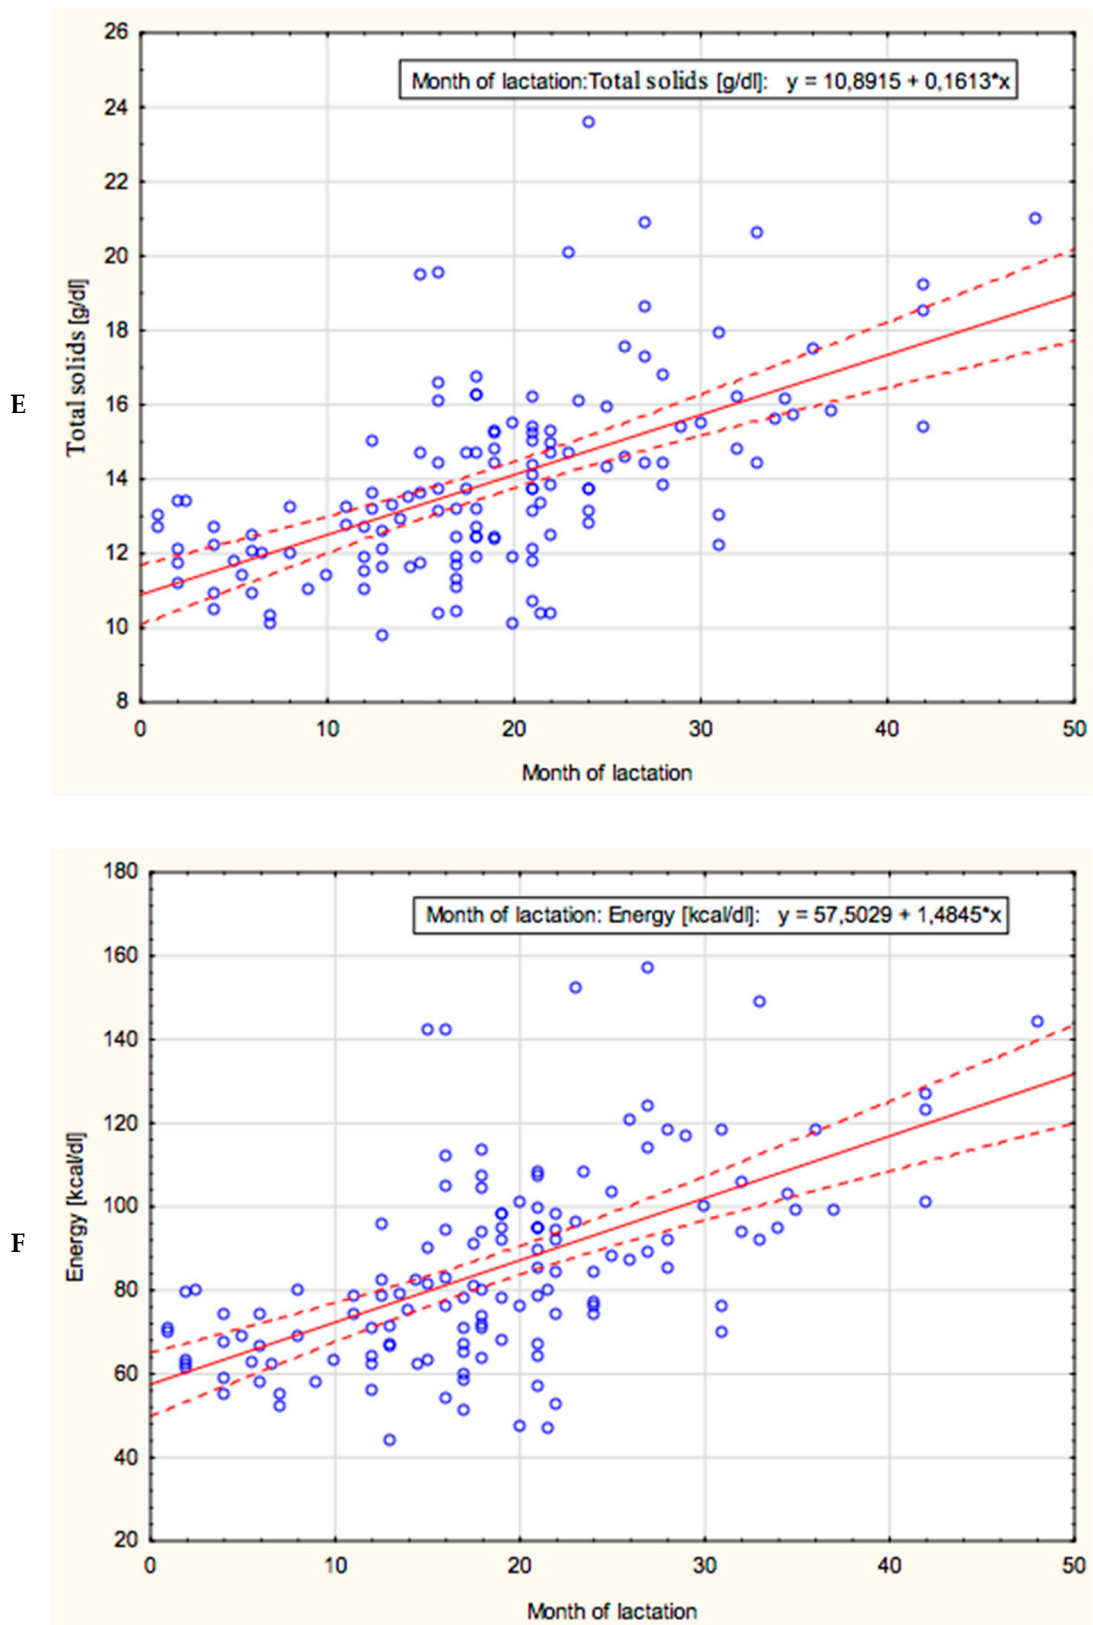 26
Month of lactation:Total solids [g/dl]: y = 10,8915 + 0,1613*x
24
22
20
18
16
14
12
10
8
Total solids [g/dl]
E
0 10 20 30 40 50
Month of lactation
180
Month of lactation: Energy [kcal/dl]: y = 57,5029 + 1,4845*x
160
140
120
100
80
60
40
20
Energy [kcal/dl]
F
0 10 20 30 40 50
Month of lactation